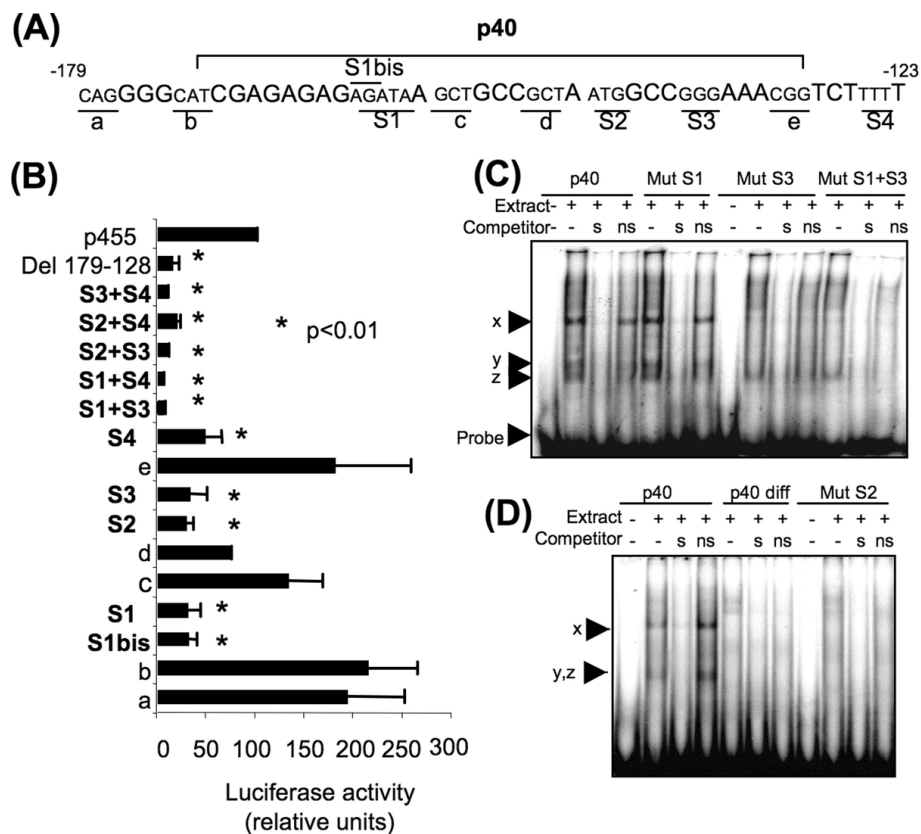 (A)
p40
-179
S1bis
-123
CAGGGGCATCGAGAGAGAGATAA GCTGCCGCTA ATGGCCGGGAAACGGTCTTTTT
a b S1 c d S2 S3 e S4
(B)
p455
Del 179-128 *
S3+S4 *
S2+S4 * * p<0.01
S2+S3 *
S1+S4 *
S1+S3 *
S4 *
e
S3 *
S2 *
d
c
S1 *
S1bis *
b
a
0 50 100 150 200 250 300
Luciferase activity
(relative units)
(C)
p40 Mut S1 Mut S3 Mut S1+S3
Extract- + + + + + + - + + + + + +
Competitor- - s ns - s ns - - s ns - s ns
x
y
z
Probe
(D)
p40 p40 diff Mut S2
Extract - + + + + + + - + + +
Competitor - - s ns - s ns - - s ns
x
y,z